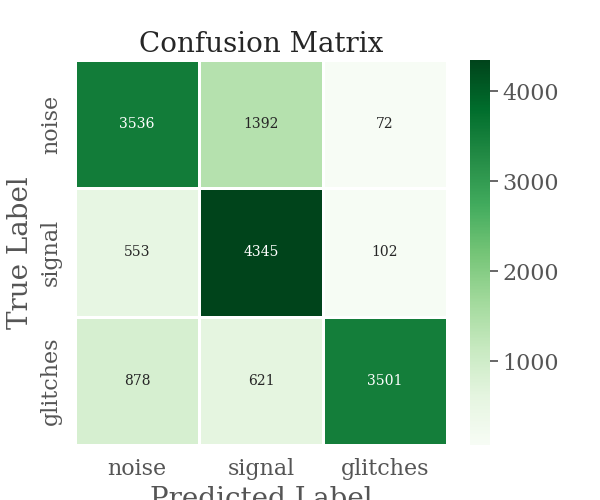 Confusion Matrix
True Label
noise
3536 1392 72
signal
553 4345 102
glitches
878 621 3501
noise signal glitches
Predicted Label
4000
3000
2000
1000